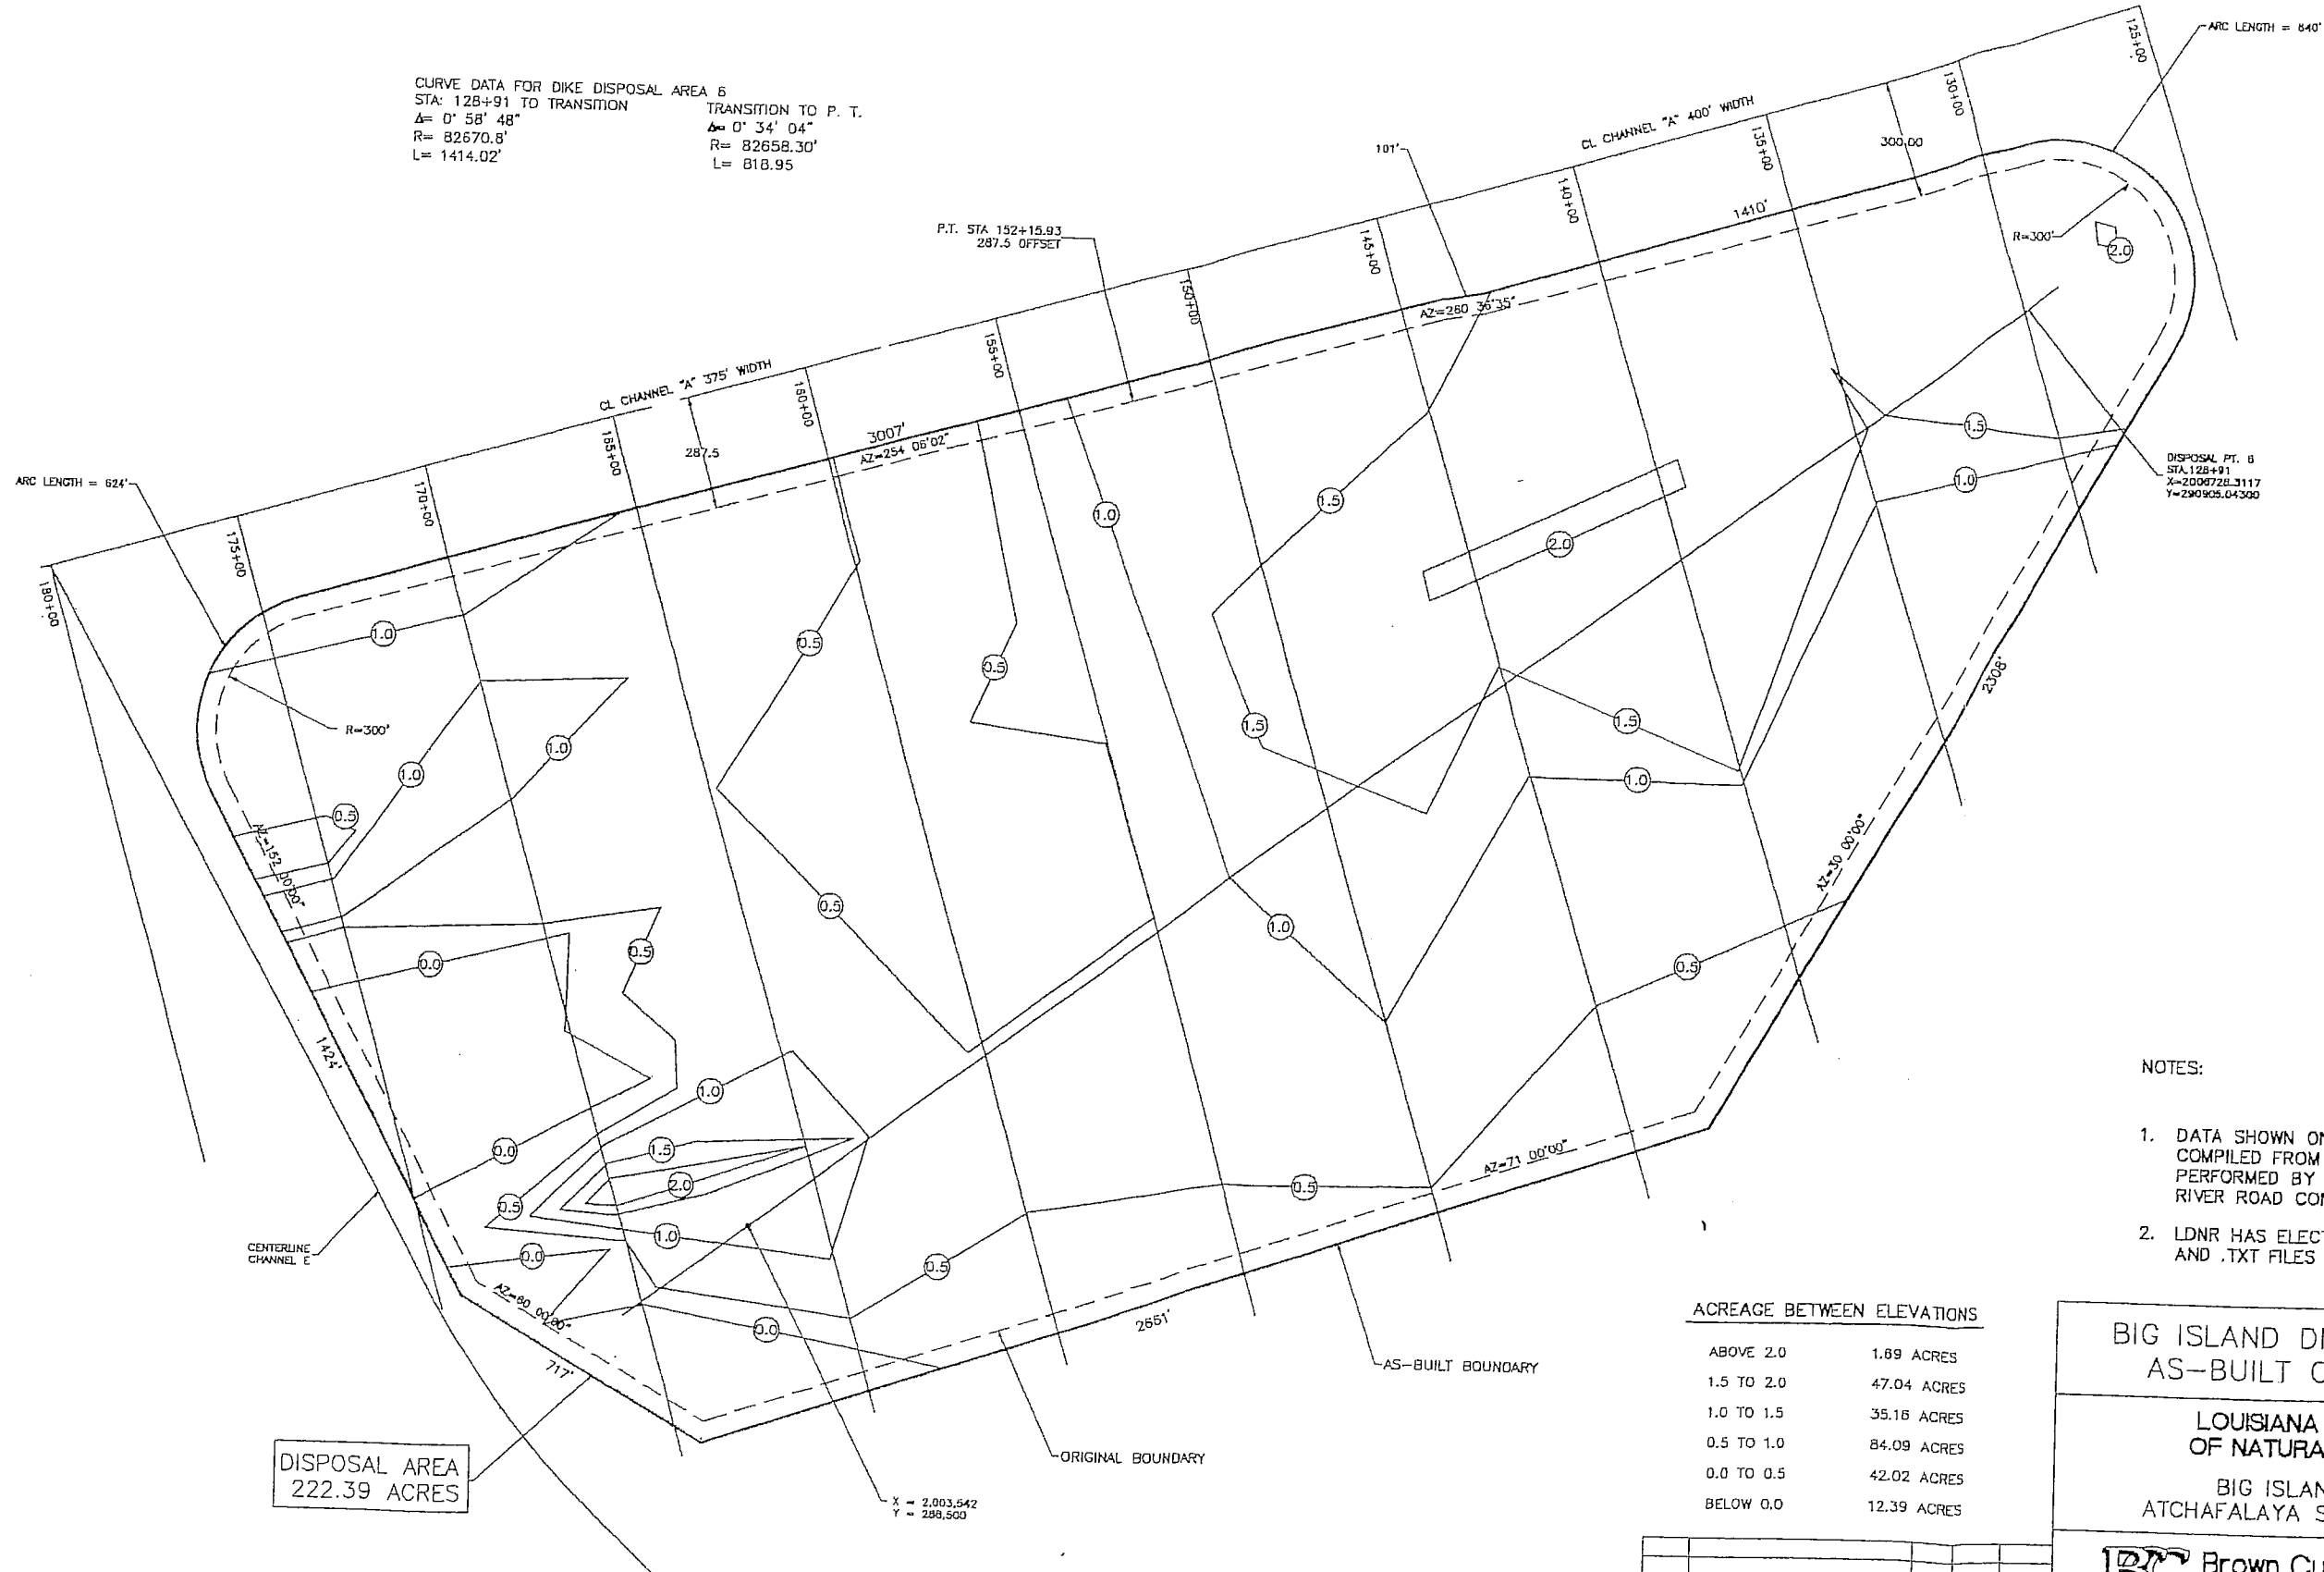 CURVE DATA FOR DIKE DISPOSAL AREA 6
STA: 128+91 TO TRANSITION
Δ= 0° 58' 48"
R= 82670.8'
L= 1414.02'
TRANSITION TO P. T.
Δ= 0° 34' 04"
R= 82658.30'
L= 818.95
ARC LENGTH = 840'
125+00
130+00
135+00
140+00
145+00
150+00
155+00
160+00
165+00
170+00
175+00
180+00
CL CHANNEL "A" 400' WIDTH
300.00
101'
1410'
R=300'
2.0
P.T. STA 152+15.93
287.5 OFFSET
AZ=260 36'35"
CL CHANNEL "A" 375' WIDTH
287.5
3007'
AZ=254 06'02"
ARC LENGTH = 624'
1.0
R=300'
1.0
1.0
0.5
AZ=152 00'00"
0.5
0.5
0.5
1.0
1.5
1.5
2.0
1.5
1.0
1.5
1.0
DISPOSAL PT. 6
STA.128+91
X=2006728.3117
Y=290905.04300
2308'
AZ=30 00'00"
0.5
1.0
0.5
0.0
0.0
1424'
1.0
1.5
2.0
0.5
1.0
0.0
0.5
0.5
0.0
AZ=71 00'00"
AZ=60 00'00"
CENTERLINE
CHANNEL E
717'
2651'
AS-BUILT BOUNDARY
ORIGINAL BOUNDARY
X = 2,003,542
Y = 288,500
DISPOSAL AREA
222.39 ACRES
NOTES:
1. DATA SHOWN ON
COMPILED FROM
PERFORMED BY
RIVER ROAD CO
2. LDNR HAS ELEC
AND .TXT FILES
ACREAGE BETWEEN ELEVATIONS
ABOVE 2.0 1.69 ACRES
1.5 TO 2.0 47.04 ACRES
1.0 TO 1.5 35.16 ACRES
0.5 TO 1.0 84.09 ACRES
0.0 TO 0.5 42.02 ACRES
BELOW 0.0 12.39 ACRES
BIG ISLAND D
AS-BUILT C
LOUISIANA
OF NATURA
BIG ISLAN
ATCHAFALAYA S
Brown Cu